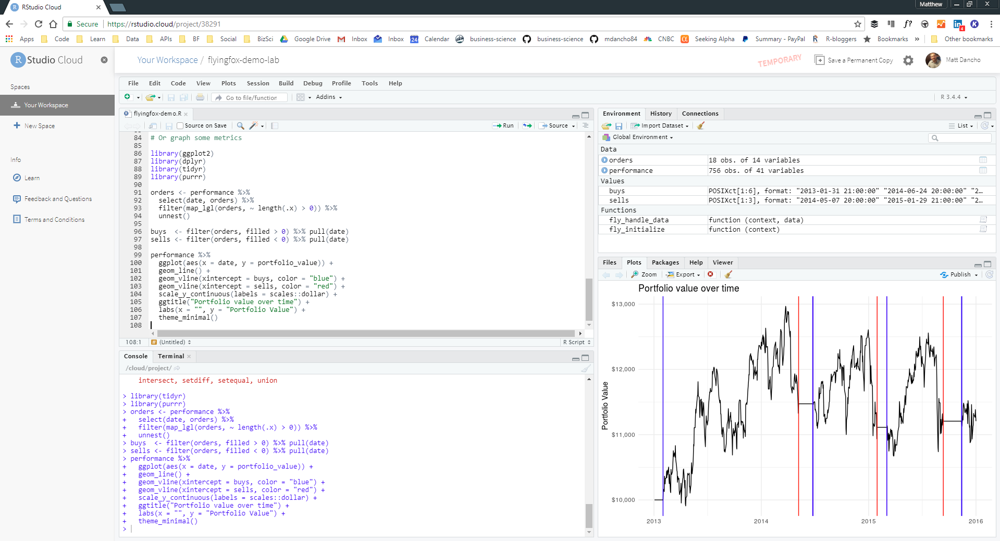 RStudio Cloud
Matthew
Secure https://rstudio.cloud/project/38291
Apps Code Learn Data APIs BF Social BizSci Google Drive Inbox Inbox 24 Calendar business-science business-science mdancho84 CNBC Seeking Alpha Summary - PayPal R-bloggers Bookmarks » Other bookmarks
R Studio Cloud
Your Workspace / flyingfox-demo-lab
TEMPORARY
Save a Permanent Copy
Matt Dancho
Spaces
Your Workspace
New Space
Info
Learn
Feedback and Questions
Terms and Conditions
File Edit Code View Plots Session Build Debug Profile Tools Help
Go to file/function Addins
R 3.4.4
flyingfox-demo.R
Source on Save Run Source
84 # Or graph some metrics
85
86 library(ggplot2)
87 library(dplyr)
88 library(tidyr)
89 library(purrr)
90
91 orders <- performance %>%
92 select(date, orders) %>%
93 filter(map_lgl(orders, ~ length(.x) > 0)) %>%
94 unnest()
95
96 buys <- filter(orders, filled > 0) %>% pull(date)
97 sells <- filter(orders, filled < 0) %>% pull(date)
98
99 performance %>%
100 ggplot(aes(x = date, y = portfolio_value)) +
101 geom_line() +
102 geom_vline(xintercept = buys, color = "blue") +
103 geom_vline(xintercept = sells, color = "red") +
104 scale_y_continuous(labels = scales::dollar) +
105 ggtitle("Portfolio value over time") +
106 labs(x = "", y = "Portfolio Value") +
107 theme_minimal()
108
108:1 # (Untitled) R Script
Console Terminal
/cloud/project/
intersect, setdiff, setequal, union
> library(tidyr)
> library(purrr)
> orders <- performance %>%
+ select(date, orders) %>%
+ filter(map_lgl(orders, ~ length(.x) > 0)) %>%
+ unnest()
> buys <- filter(orders, filled > 0) %>% pull(date)
> sells <- filter(orders, filled < 0) %>% pull(date)
> performance %>%
+ ggplot(aes(x = date, y = portfolio_value)) +
+ geom_line() +
+ geom_vline(xintercept = buys, color = "blue") +
+ geom_vline(xintercept = sells, color = "red") +
+ scale_y_continuous(labels = scales::dollar) +
+ ggtitle("Portfolio value over time") +
+ labs(x = "", y = "Portfolio Value") +
+ theme_minimal()
>
Environment History Connections
Import Dataset List
Global Environment
Data
orders 18 obs. of 14 variables
performance 756 obs. of 41 variables
Values
buys POSIXct[1:6], format: "2013-01-31 21:00:00" "2014-06-24 20:00:00" "2…
sells POSIXct[1:3], format: "2014-05-07 20:00:00" "2015-01-29 21:00:00" "2…
Functions
fly_handle_data function (context, data)
fly_initialize function (context)
Files Plots Packages Help Viewer
Zoom Export Publish
Portfolio value over time
$13,000
$12,000
$11,000
$10,000
Portfolio Value
2013 2014 2015 2016